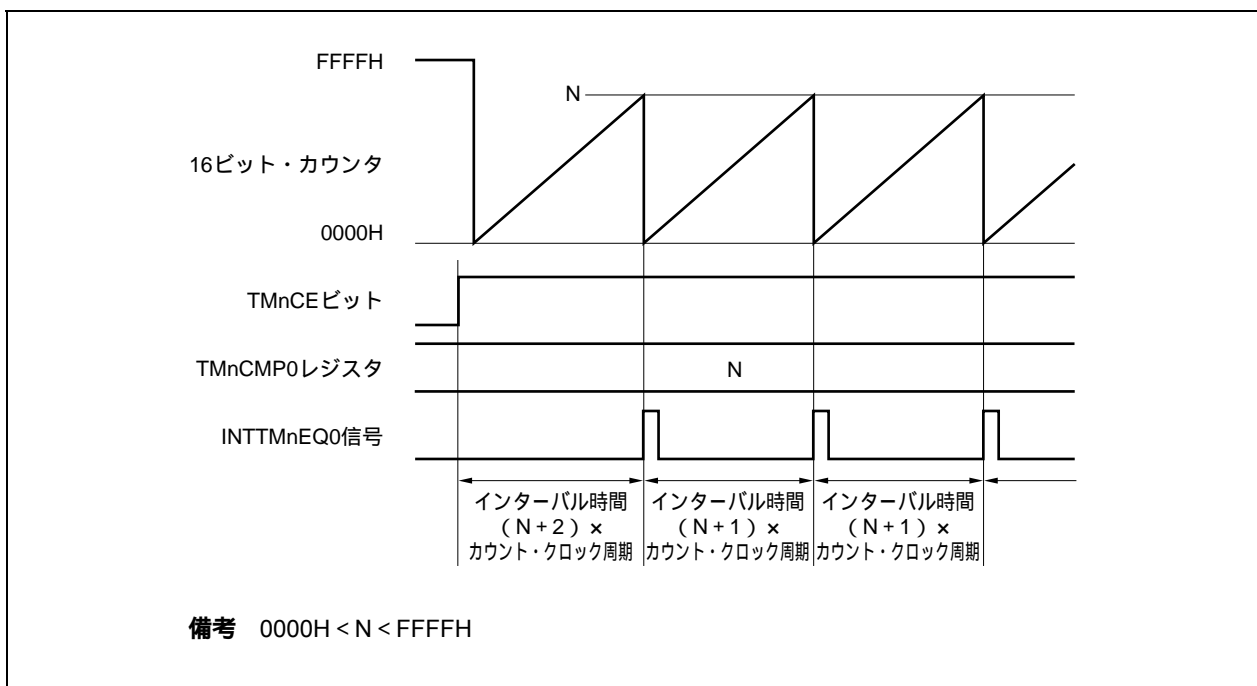 FFFFH
N
16ビット・カウンタ
0000H
TMnCEビット
TMnCMP0レジスタ
N
INTTMnEQ0信号
インターバル時間
（N+2）×
カウント・クロック周期
インターバル時間
（N+1）×
カウント・クロック周期
インターバル時間
（N+1）×
カウント・クロック周期
備考 0000H＜N＜FFFFH